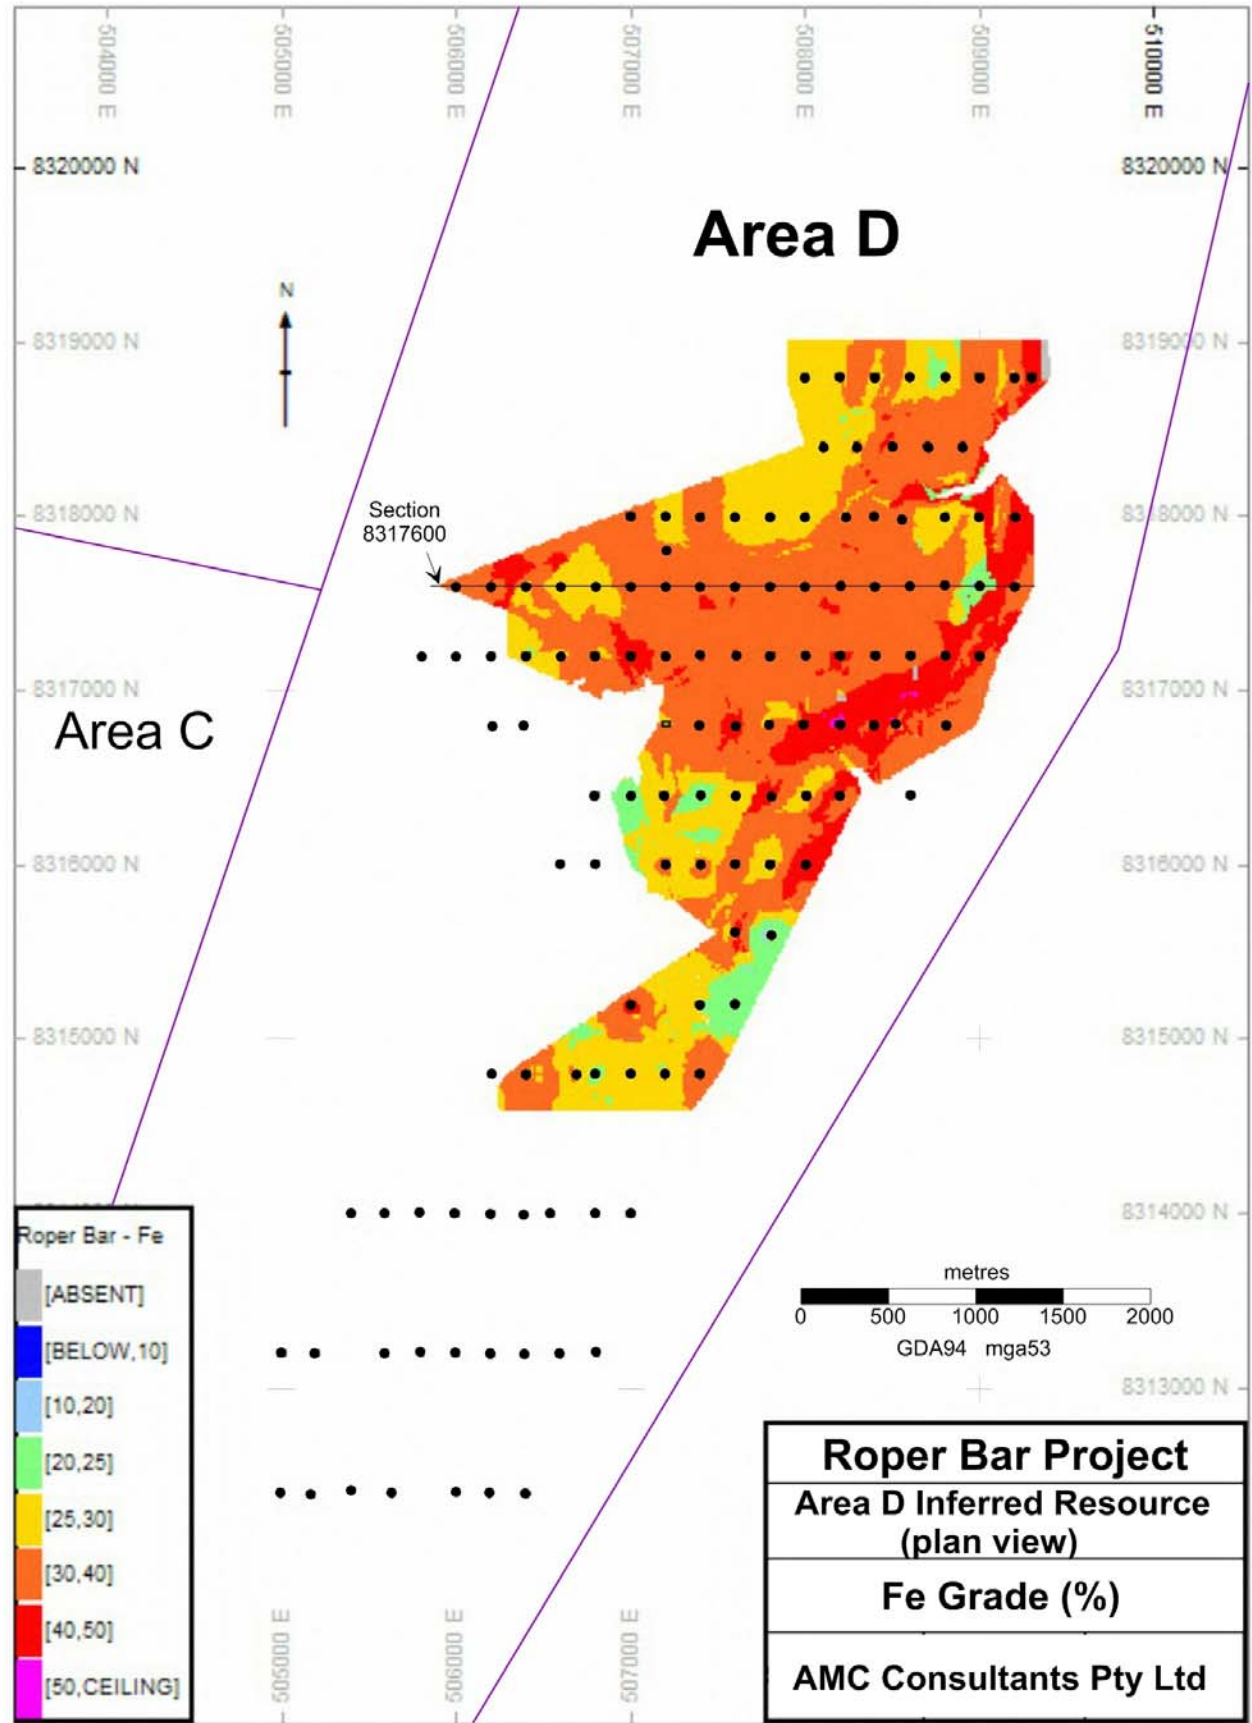 504000 E
505000 E
506000 E
507000 E
508000 E
509000 E
510000 E
8320000 N
8320000 N
Area D
N
8319000 N
8319000 N
Section
8317600
8318000 N
8318000 N
8317000 N
8317000 N
Area C
8316000 N
8316000 N
8315000 N
8315000 N
8314000 N
Roper Bar - Fe
[ABSENT]
[BELOW,10]
[10,20]
[20,25]
[25,30]
[30,40]
[40,50]
[50,CEILING]
metres
0 500 1000 1500 2000
GDA94 mga53
8313000 N
505000 E
506000 E
507000 E
Roper Bar Project
Area D Inferred Resource
(plan view)
Fe Grade (%)
AMC Consultants Pty Ltd